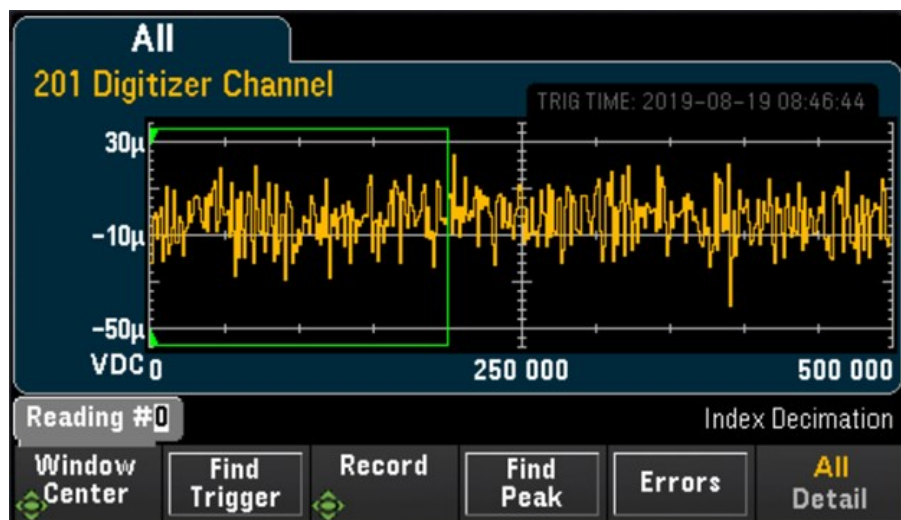 All
201 Digitizer Channel
TRIG TIME: 2019-08-19 08:46:44
30µ
-10µ
-50µ
VDC 0 250 000 500 000
Reading #0
Index Decimation
Window Center
Find Trigger
Record
Find Peak
Errors
All Detail